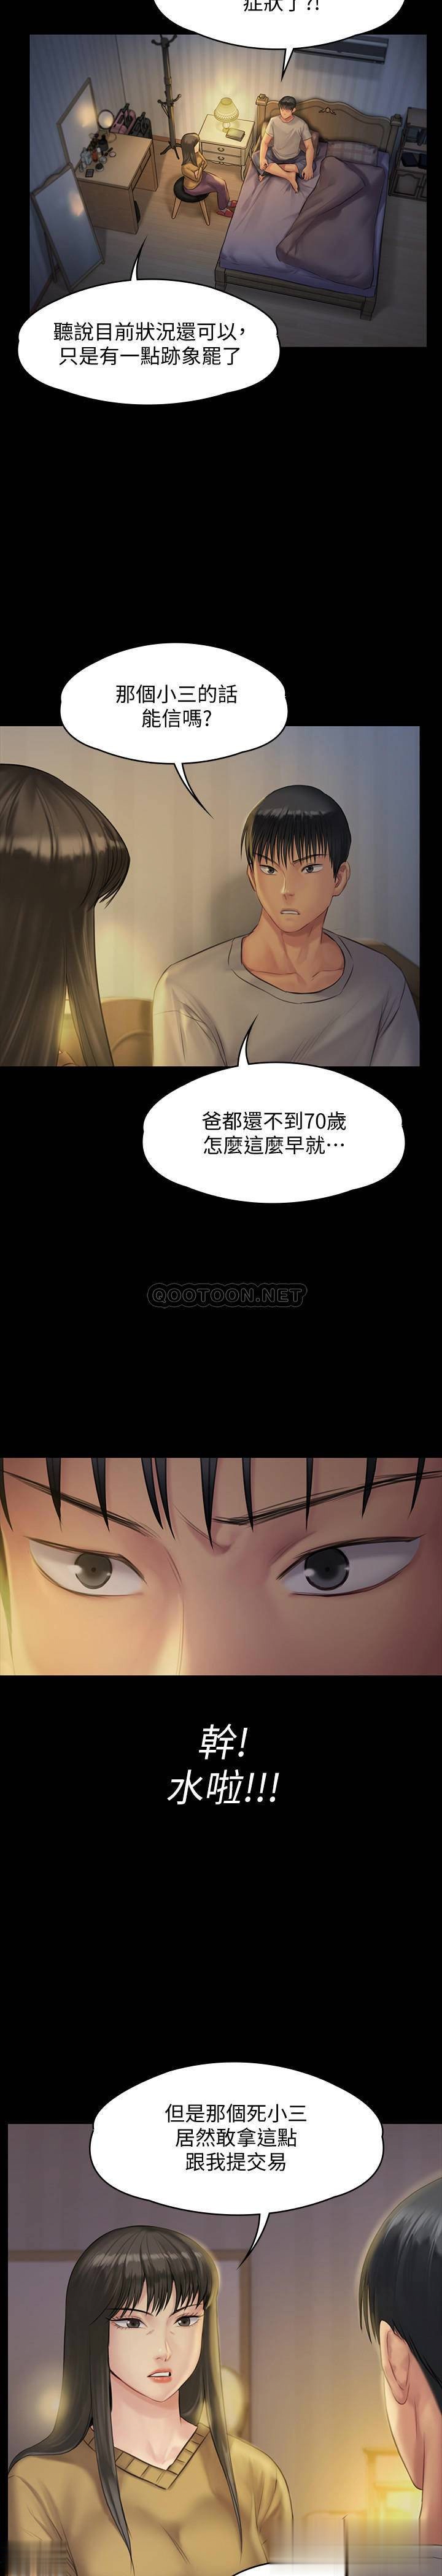 症狀了?!
聽說目前狀況還可以,
只是有一點跡象罷了
那個小三的話
能信嗎?
爸都還不到70歲
怎麼這麼早就…
QOOTOON.NET
幹!
水啦!!!
但是那個死小三
居然敢拿這點
跟我提交易